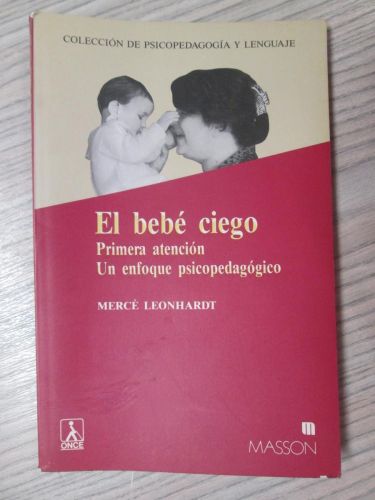 COLECCIÓN DE PSICOPEDAGOGÍA Y LENGUAJE
El bebé ciego
Primera atención
Un enfoque psicopedagógico
MERCÈ LEONHARDT
ONCE
m
MASSON